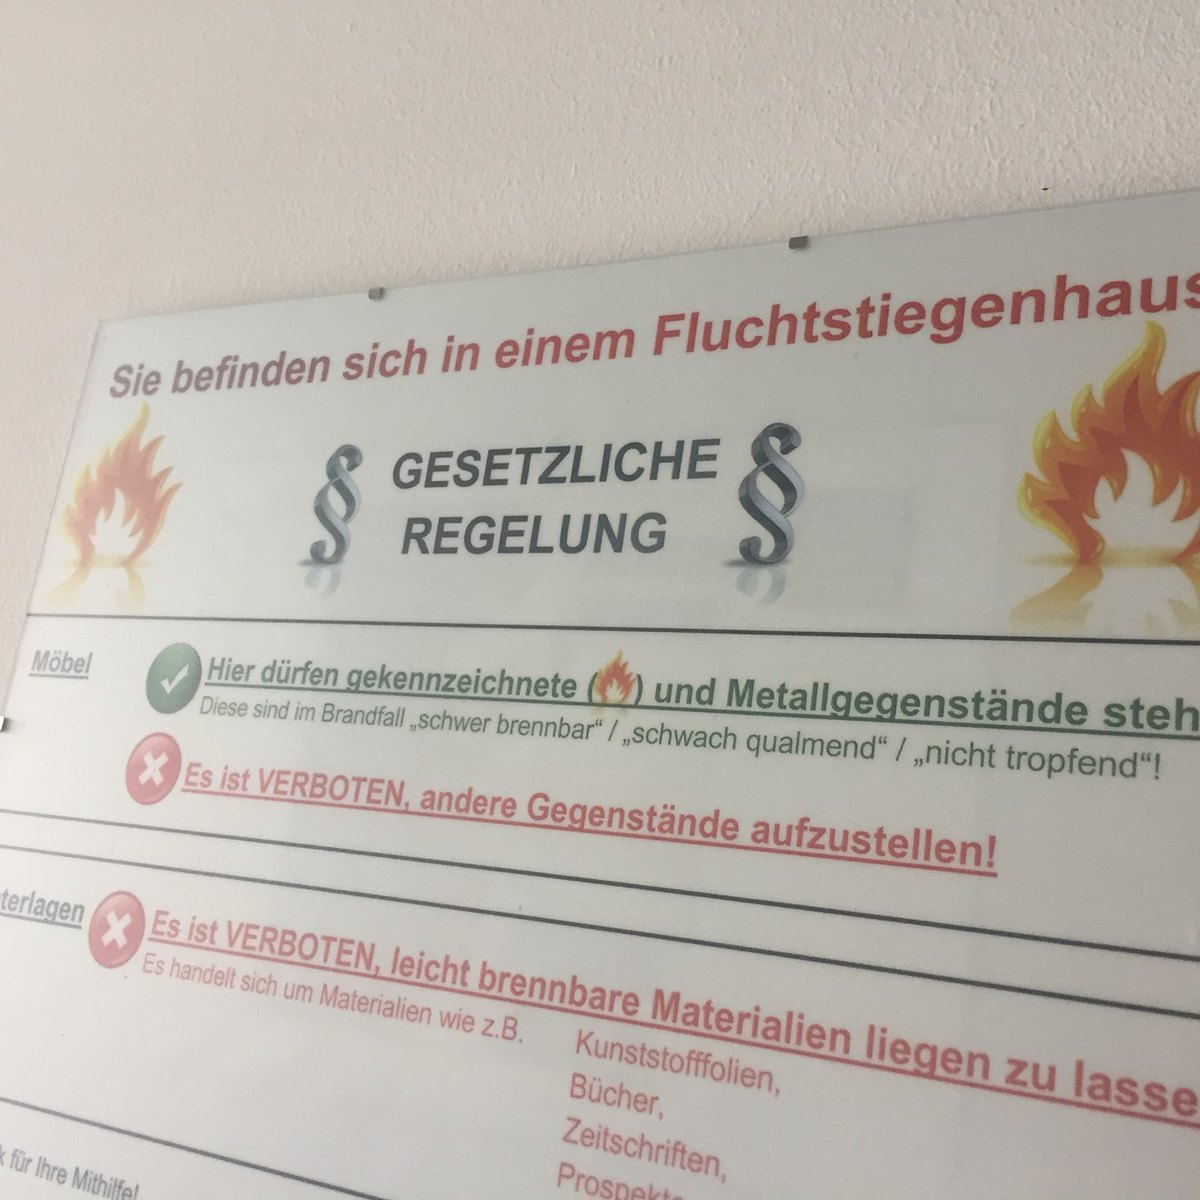 Sie befinden sich in einem Fluchtstiegenhaus
§ GESETZLICHE §
REGELUNG
Möbel
Hier dürfen gekennzeichnete ( ) und Metallgegenstände steh
Diese sind im Brandfall „schwer brennbar“ / „schwach qualmend“ / „nicht tropfend“!
Es ist VERBOTEN, andere Gegenstände aufzustellen!
terlagen
Es ist VERBOTEN, leicht brennbare Materialien liegen zu lasse
Es handelt sich um Materialien wie z.B.
Kunststofffolien,
Bücher,
Zeitschriften,
Prospekt
k für Ihre Mithilfe!